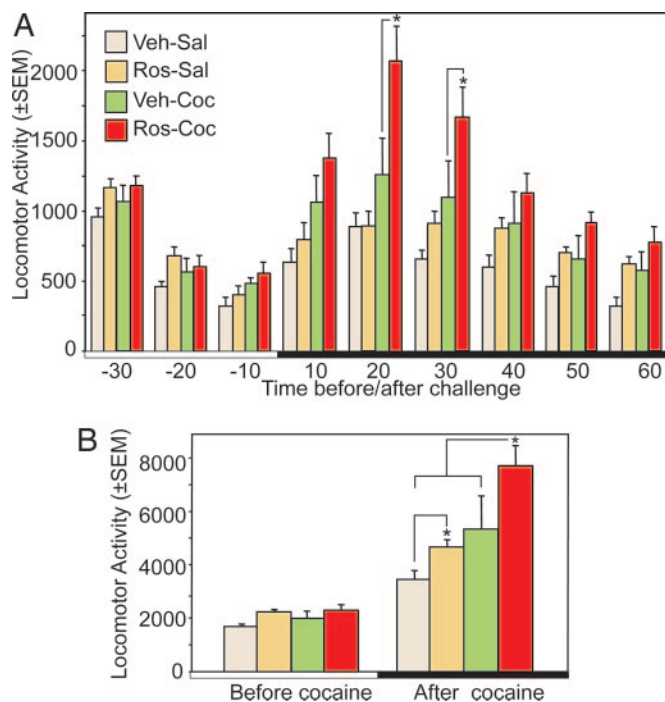 A
Locomotor Activity (±SEM)
2000
1500
1000
500
0
Veh-Sal
Ros-Sal
Veh-Coc
Ros-Coc
*
*
-30 -20 -10 10 20 30 40 50 60
Time before/after challenge
B
Locomotor Activity (±SEM)
8000
6000
4000
2000
0
*
*
Before cocaine After cocaine